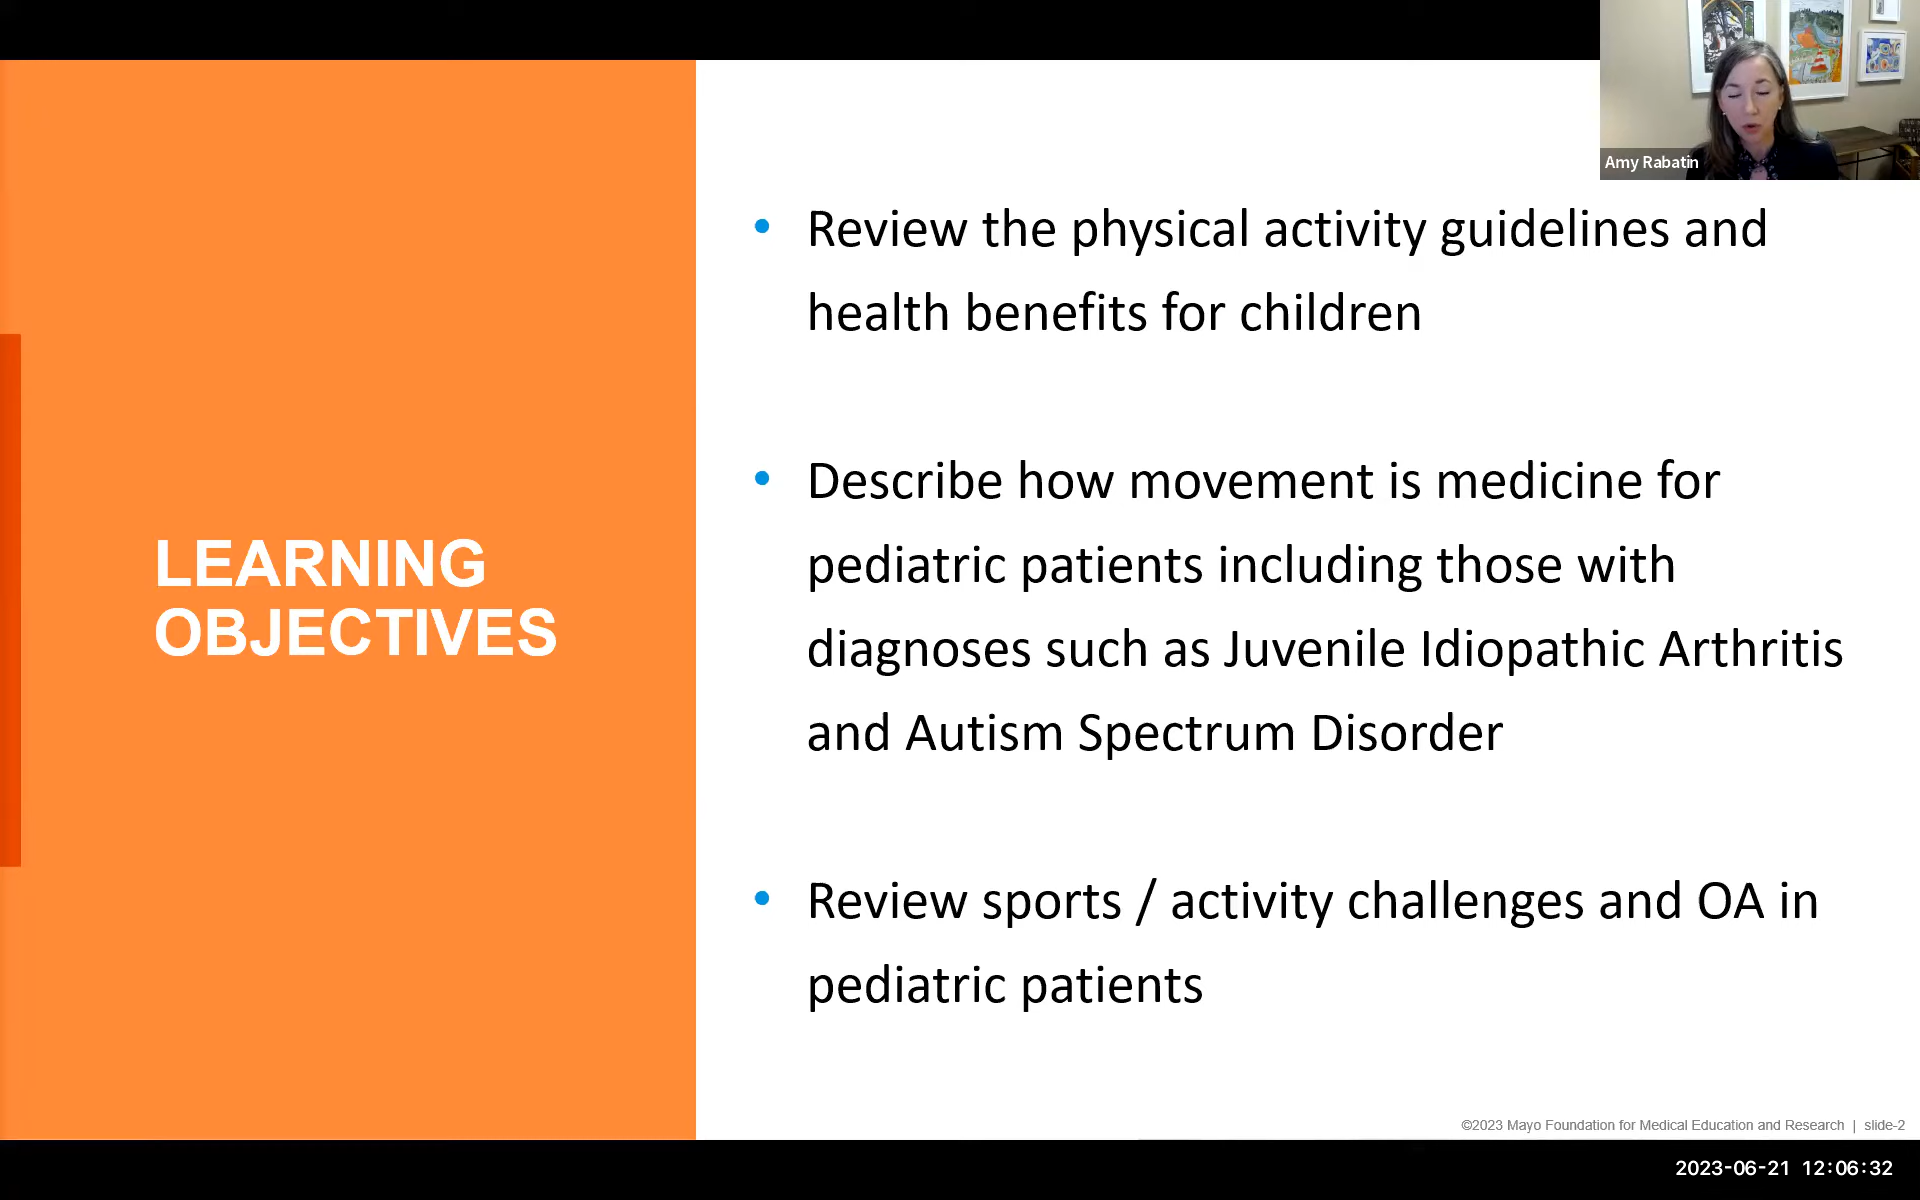 Amy Rabatin
LEARNING
OBJECTIVES
• Review the physical activity guidelines and
health benefits for children
• Describe how movement is medicine for
pediatric patients including those with
diagnoses such as Juvenile Idiopathic Arthritis
and Autism Spectrum Disorder
• Review sports / activity challenges and OA in
pediatric patients
©2023 Mayo Foundation for Medical Education and Research | slide-2
2023-06-21 12:06:32